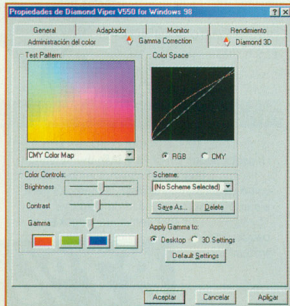 Propiedades de Diamond Viper V550 for Windows 98
General Adaptador Monitor Rendimiento
Administración del color Gamma Correction Diamond 3D
Test Pattern:
Color Space
CMY Color Map
RGB CMY
Color Controls:
Brightness
Contrast
Gamma
Scheme:
(No Scheme Selected)
Save As... Delete
Apply Gamma to:
Desktop 3D Settings
Default Settings
Aceptar Cancelar Aplicar